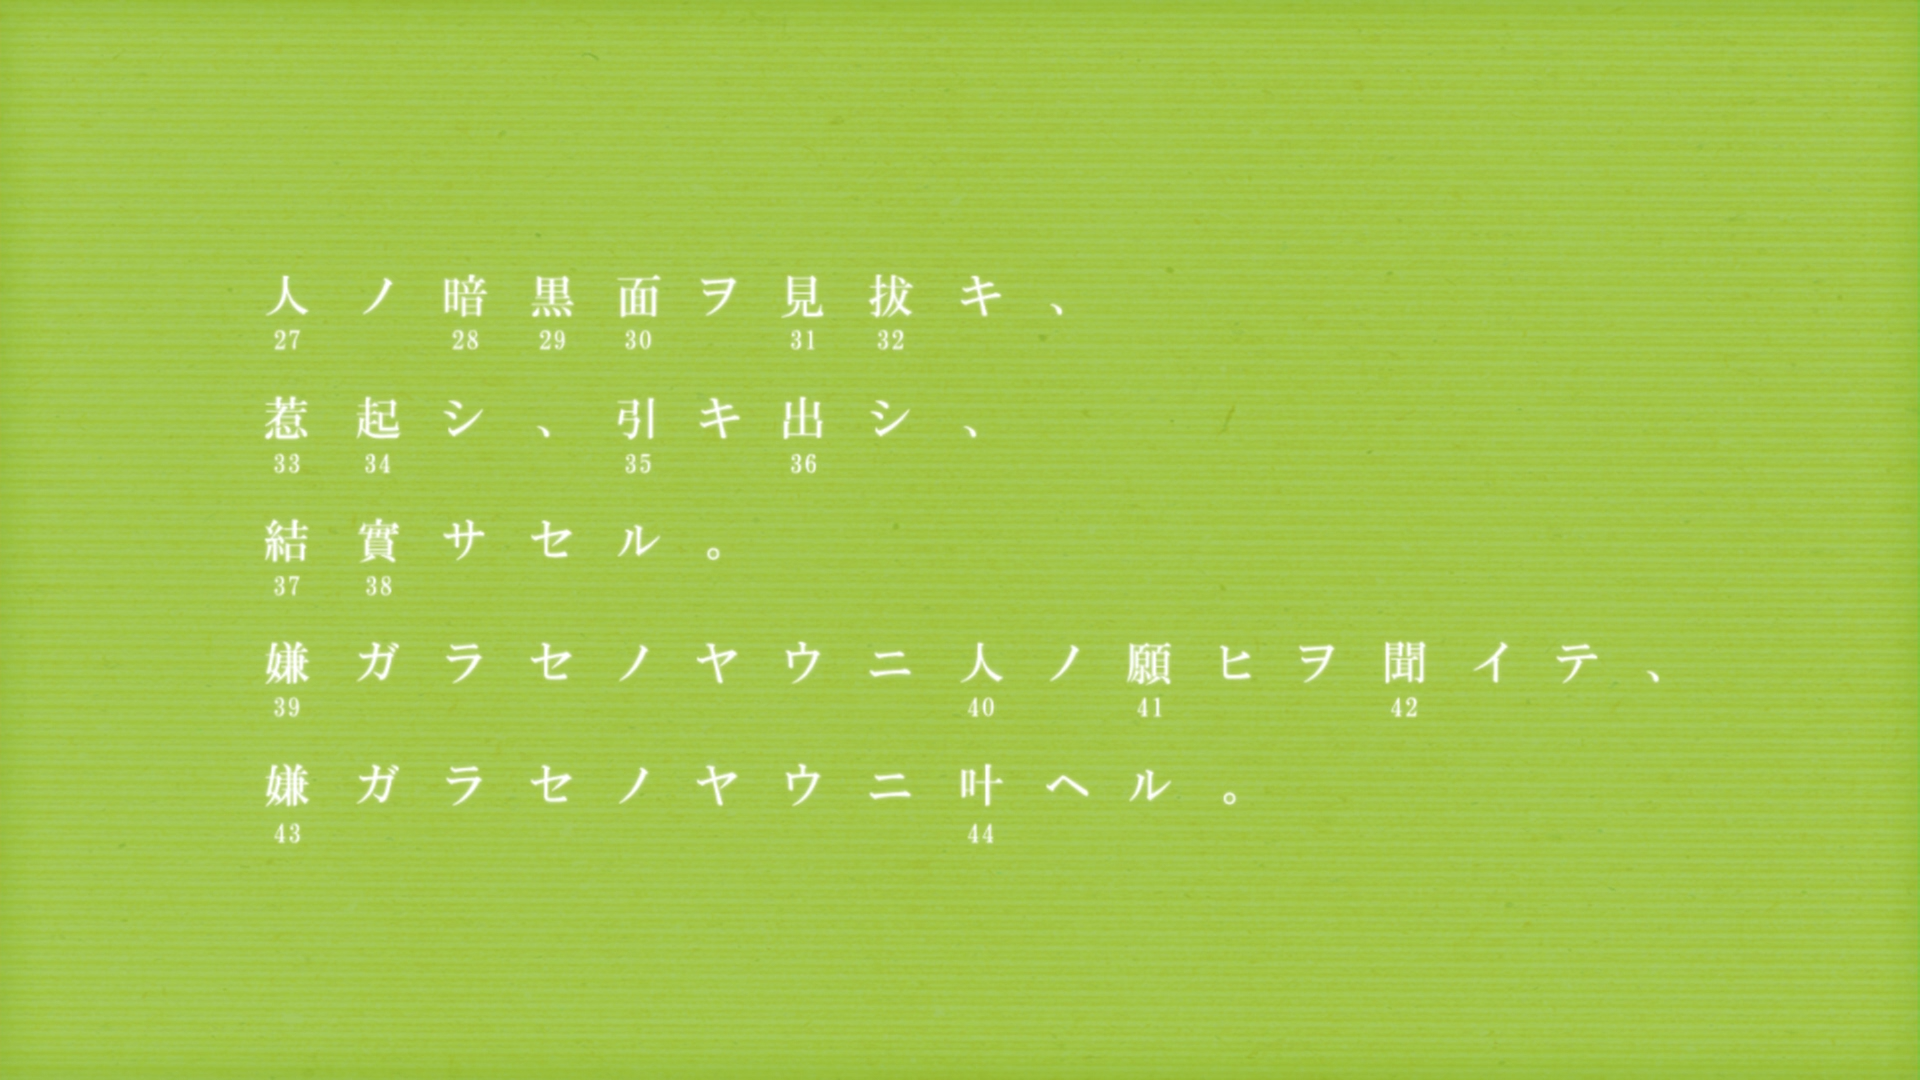 人ノ暗黒面ヲ見抜キ、
27 28 29 30 31 32
惹起シ、引キ出シ、
33 34 35 36
結實サセル。
37 38
嫌ガラセノヤウニ人ノ願ヒヲ聞イテ、
39 40 41 42
嫌ガラセノヤウニ叶ヘル。
43 44